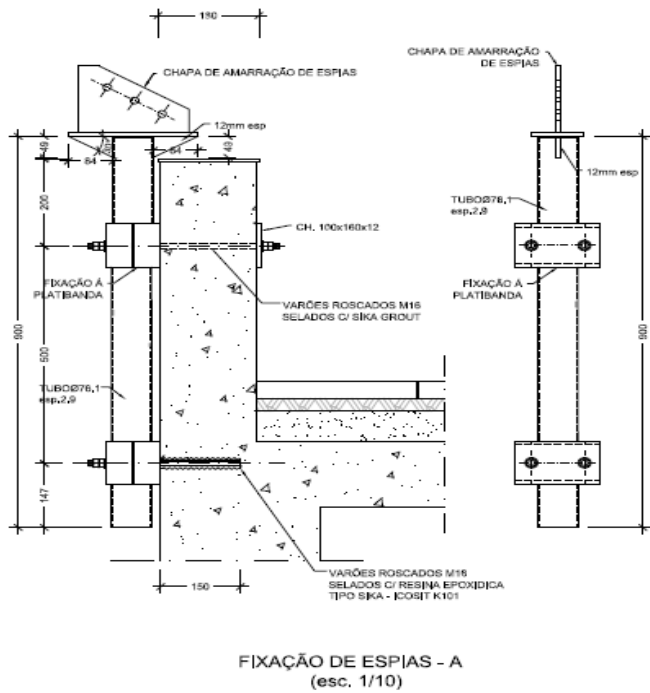 180
CHAPA DE AMARRAÇÃO DE ESPIAS
CHAPA DE AMARRAÇÃO
DE ESPIAS
49
84
84
12mm esp
49
12mm esp
200
TUBOØ76,1
esp.2,9
CH. 100x160x12
FIXAÇÃO À
PLATIBANDA
FIXAÇÃO À
PLATIBANDA
VARÕES ROSCADOS M16
SELADOS C/ SIKA GROUT
900
500
900
TUBOØ76,1
esp.2,9
147
150
VARÕES ROSCADOS M16
SELADOS C/ RESINA EPOXIDICA
TIPO SIKA - ICOSIT K101
FIXAÇÃO DE ESPIAS - A
(esc. 1/10)